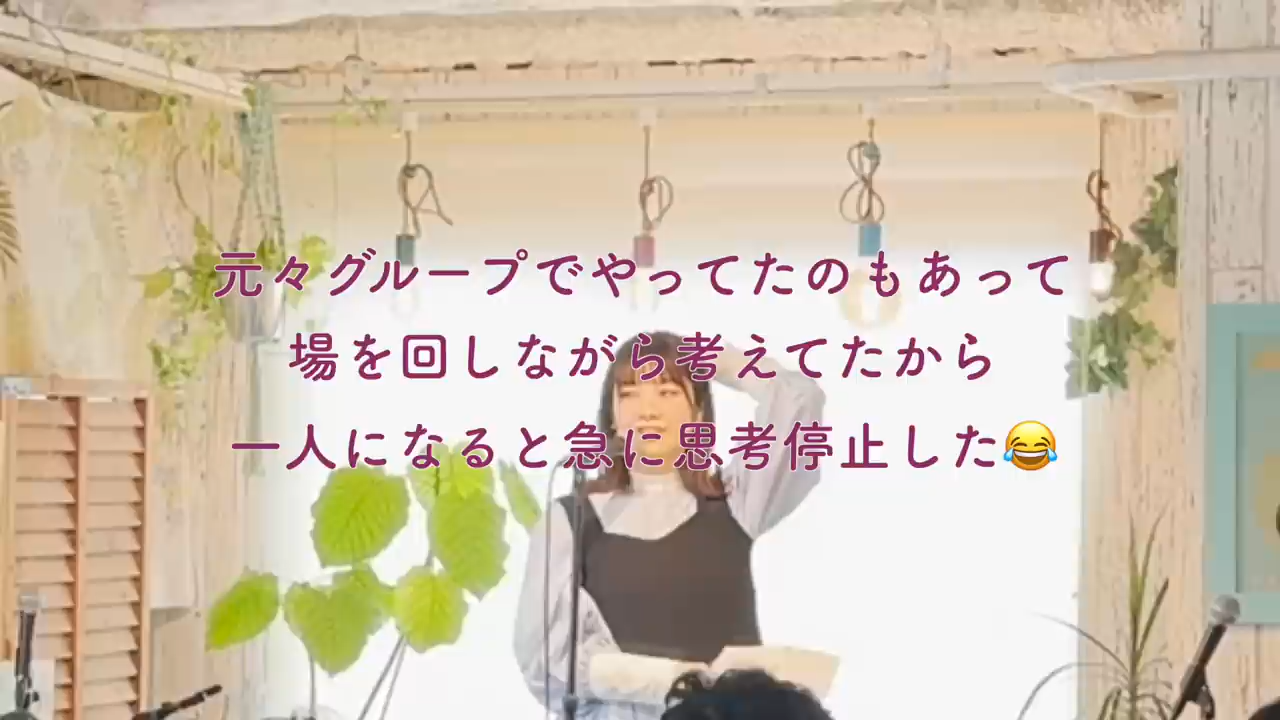 元々グループでやってたのもあって
場を回しながら考えてたから
一人になると急に思考停止した😂